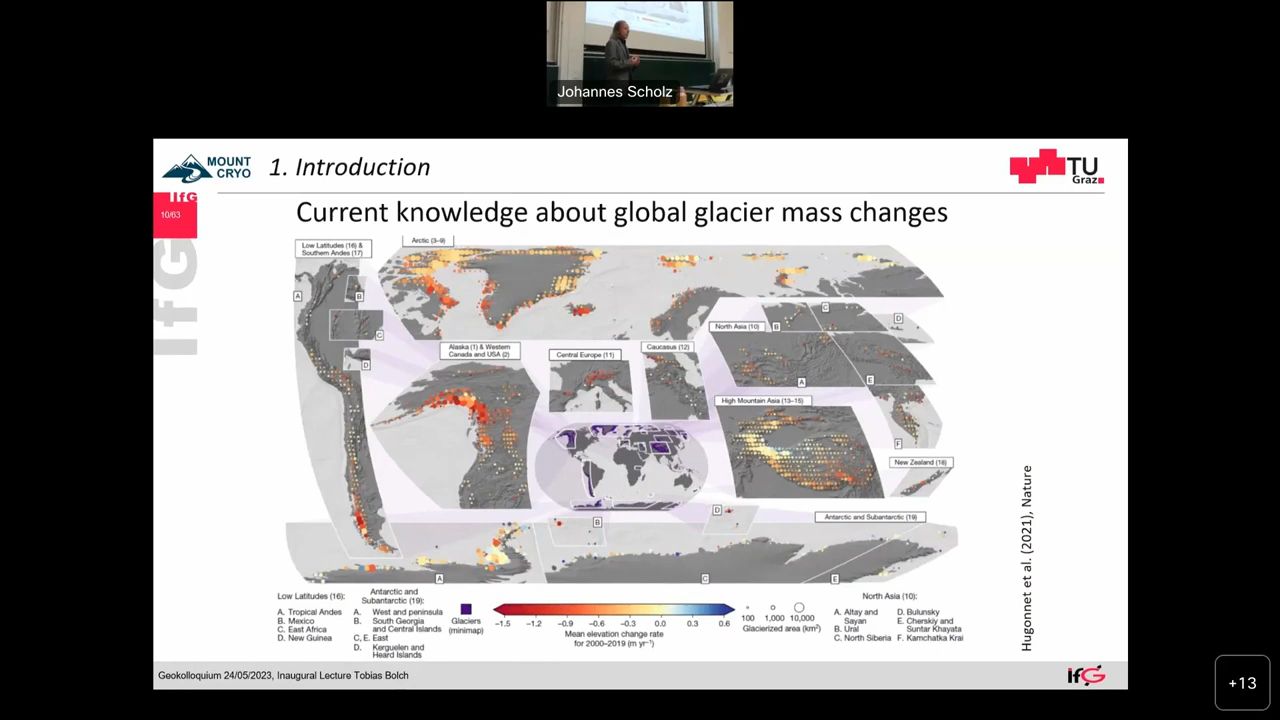 Johannes Scholz
MOUNT
CRYO
1. Introduction
TU
Graz
IfG
10/63
IfG
Current knowledge about global glacier mass changes
Low Latitudes (16) &
Southern Andes (17)
Arctic (3–9)
A
B
C
D
Alaska (1) & Western
Canada and USA (2)
Central Europe (11)
Caucasus (12)
North Asia (10)
B
C
D
A
E
F
High Mountain Asia (13–15)
New Zealand (18)
Antarctic and Subantarctic (19)
A
B
D
C
E
Low Latitudes (16):
A. Tropical Andes
B. Mexico
C. East Africa
D. New Guinea
Antarctic and
Subantarctic (19):
A. West and peninsula
B. South Georgia
and Central Islands
C, E. East
D. Kerguelen and
Heard Islands
Glaciers
(minimap)
−1.5 −1.2 −0.9 −0.6 −0.3 0.0 0.3 0.6
Mean elevation change rate
for 2000–2019 (m yr⁻¹)
100 1,000 10,000
Glacierized area (km²)
North Asia (10):
A. Altay and
Sayan
B. Ural
C. North Siberia
D. Bulunsky
E. Cherskiy and
Suntar Khayata
F. Kamchatka Krai
Hugonnet et al. (2021), Nature
Geokolloquium 24/05/2023, Inaugural Lecture Tobias Bolch
ifG
+13